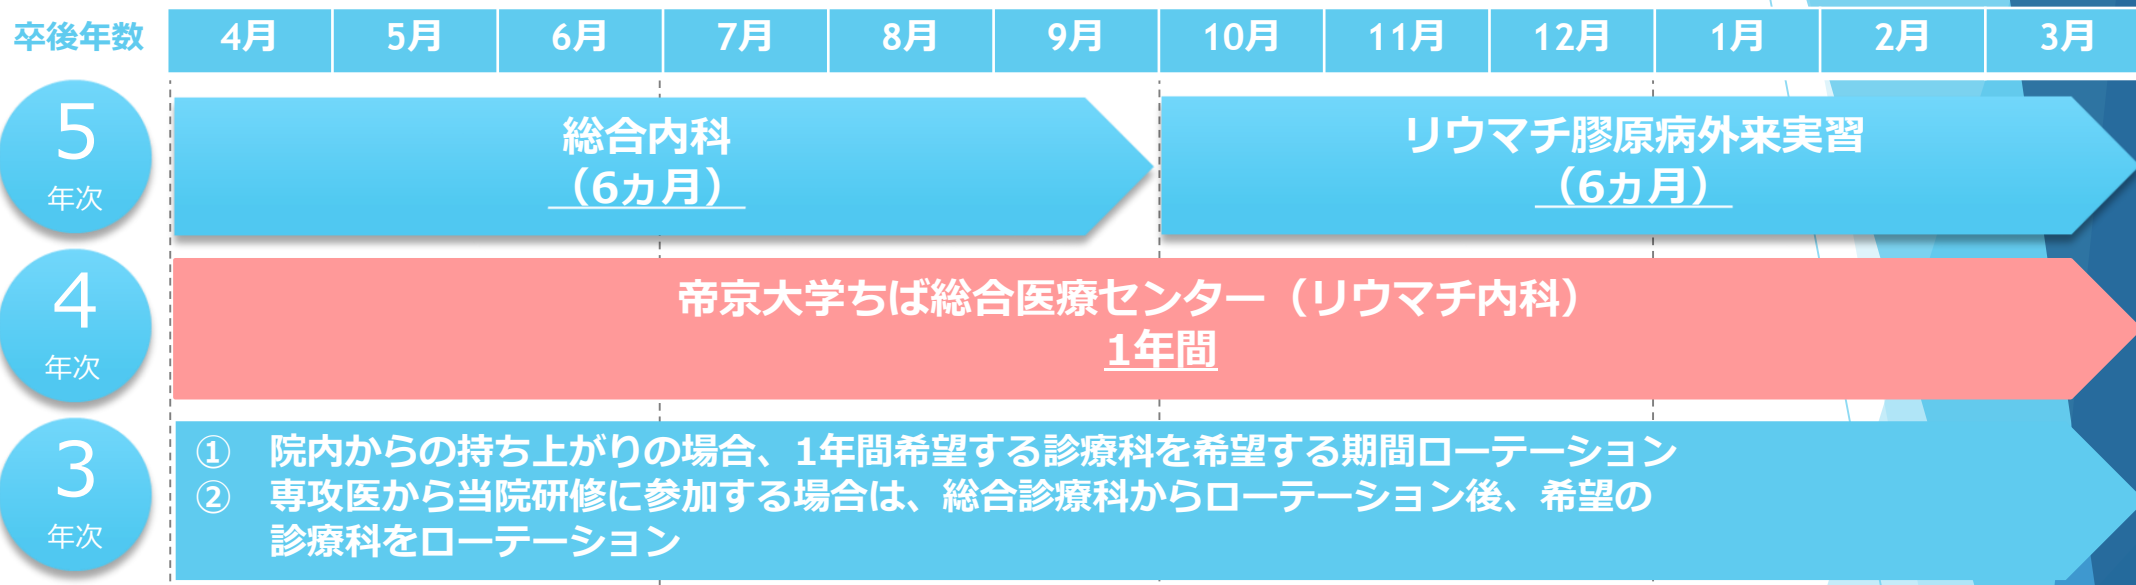 卒後年数 4月 5月 6月 7月 8月 9月 10月 11月 12月 1月 2月 3月
5
年次
総合内科
（6ヵ月）
リウマチ膠原病外来実習
（6ヵ月）
4
年次
帝京大学ちば総合医療センター（リウマチ内科）
1年間
3
年次
① 院内からの持ち上がりの場合、1年間希望する診療科を希望する期間ローテーション
② 専攻医から当院研修に参加する場合は、総合診療科からローテーション後、希望の
診療科をローテーション